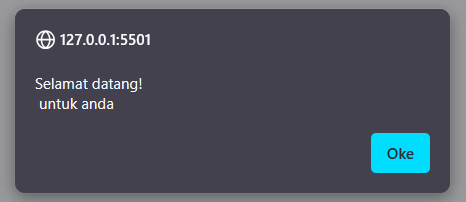 127.0.0.1:5501
Selamat datang!
untuk anda
Oke